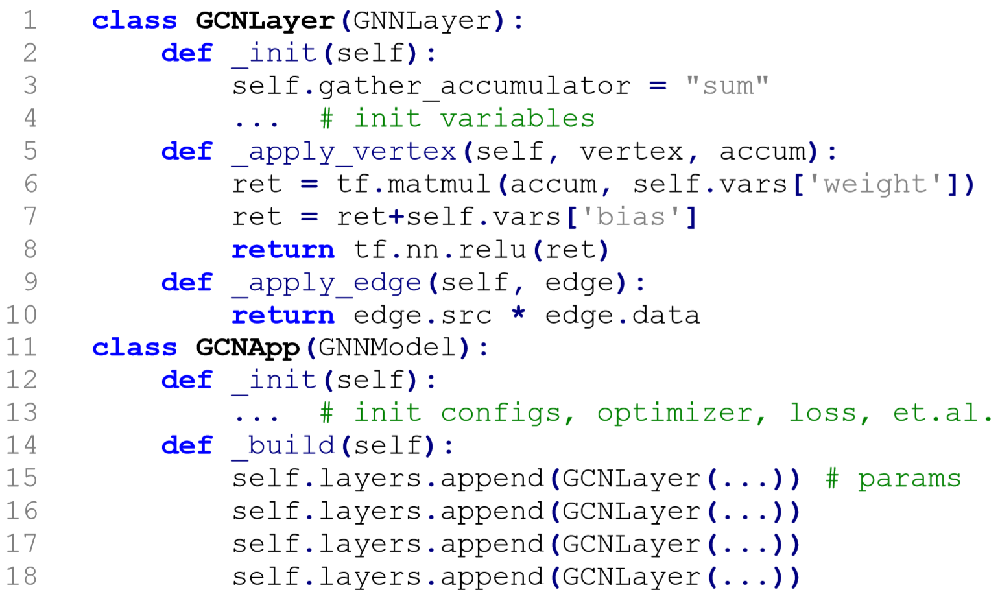 1 class GCNLayer(GNNLayer):
2 def _init(self):
3 self.gather_accumulator = "sum"
4 ... # init variables
5 def _apply_vertex(self, vertex, accum):
6 ret = tf.matmul(accum, self.vars['weight'])
7 ret = ret+self.vars['bias']
8 return tf.nn.relu(ret)
9 def _apply_edge(self, edge):
10 return edge.src * edge.data
11 class GCNApp(GNNModel):
12 def _init(self):
13 ... # init configs, optimizer, loss, et.al.
14 def _build(self):
15 self.layers.append(GCNLayer(...)) # params
16 self.layers.append(GCNLayer(...))
17 self.layers.append(GCNLayer(...))
18 self.layers.append(GCNLayer(...))